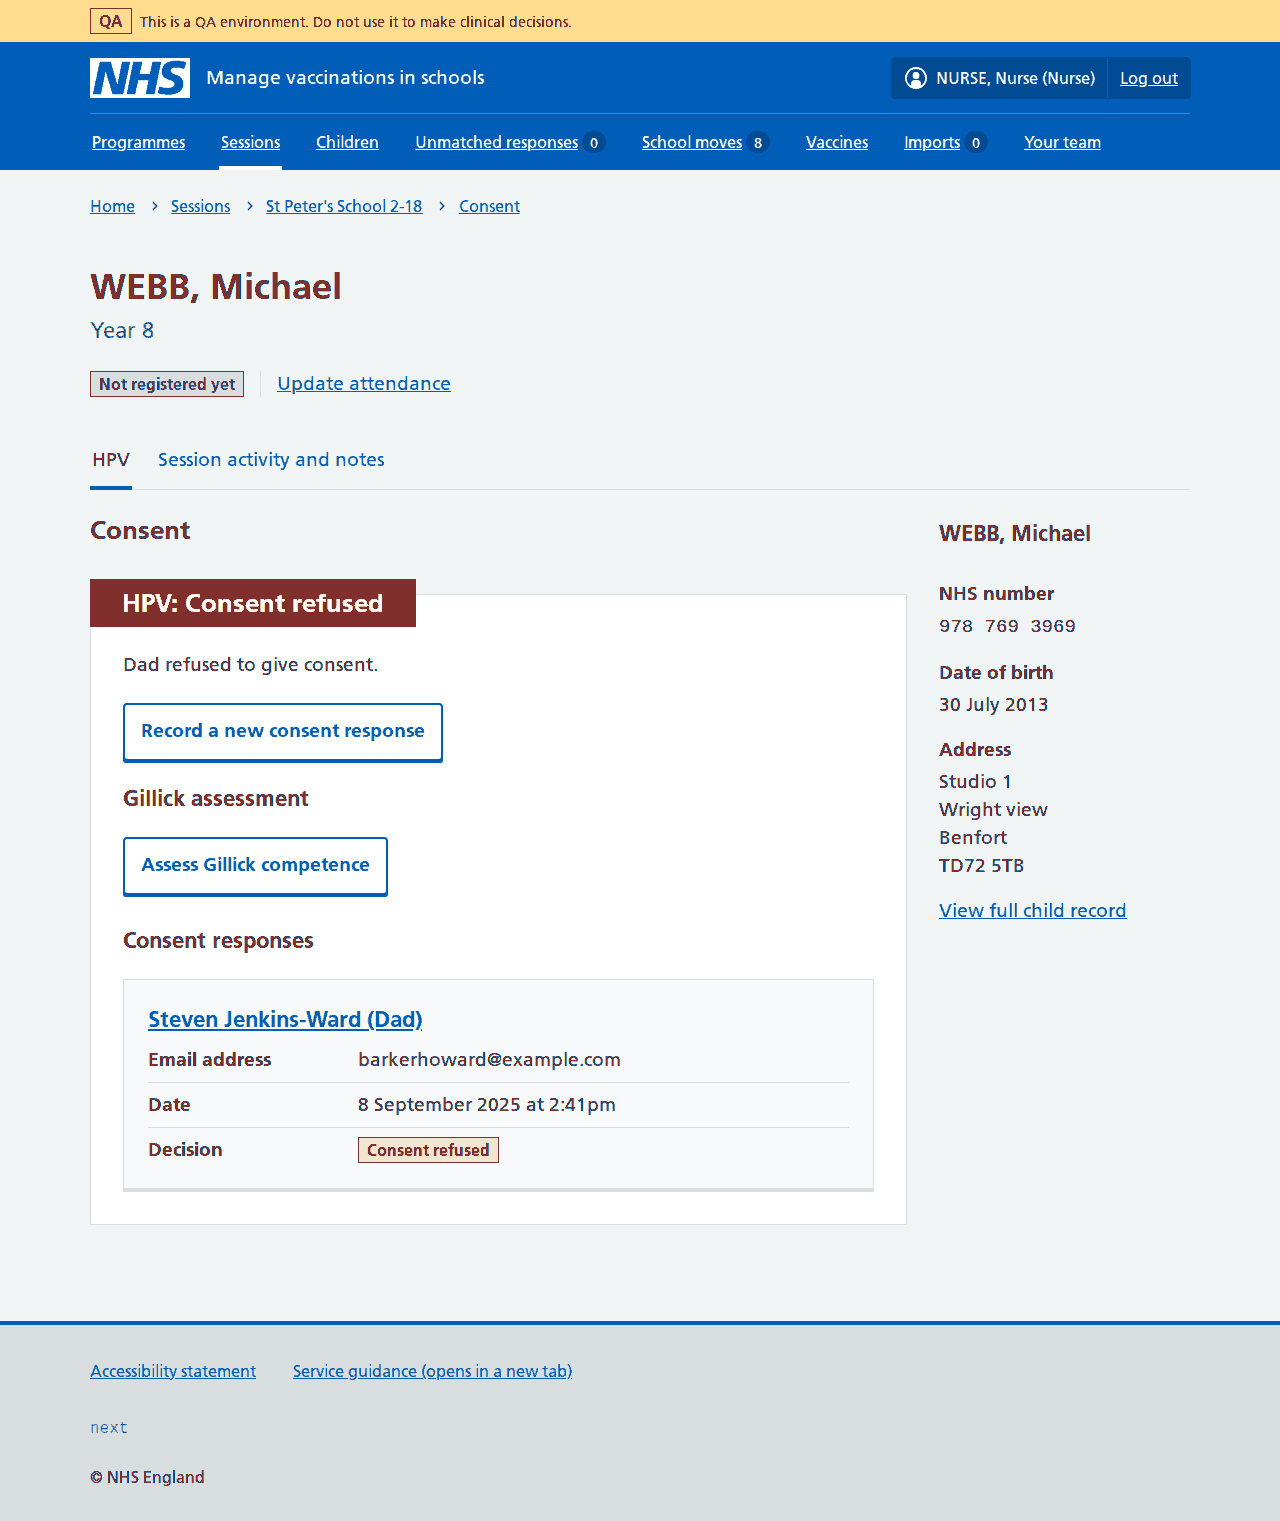 QA This is a QA environment. Do not use it to make clinical decisions.
NHS Manage vaccinations in schools NURSE, Nurse (Nurse) Log out
Programmes Sessions Children Unmatched responses 0 School moves 8 Vaccines Imports 0 Your team
Home Sessions St Peter's School 2-18 Consent
WEBB, Michael
Year 8
Not registered yet Update attendance
HPV Session activity and notes
Consent
HPV: Consent refused
Dad refused to give consent.
Record a new consent response
Gillick assessment
Assess Gillick competence
Consent responses
Steven Jenkins-Ward (Dad)
Email address barkerhoward@example.com
Date 8 September 2025 at 2:41pm
Decision Consent refused
WEBB, Michael
NHS number
978 769 3969
Date of birth
30 July 2013
Address
Studio 1
Wright view
Benfort
TD72 5TB
View full child record
Accessibility statement Service guidance (opens in a new tab)
next
© NHS England